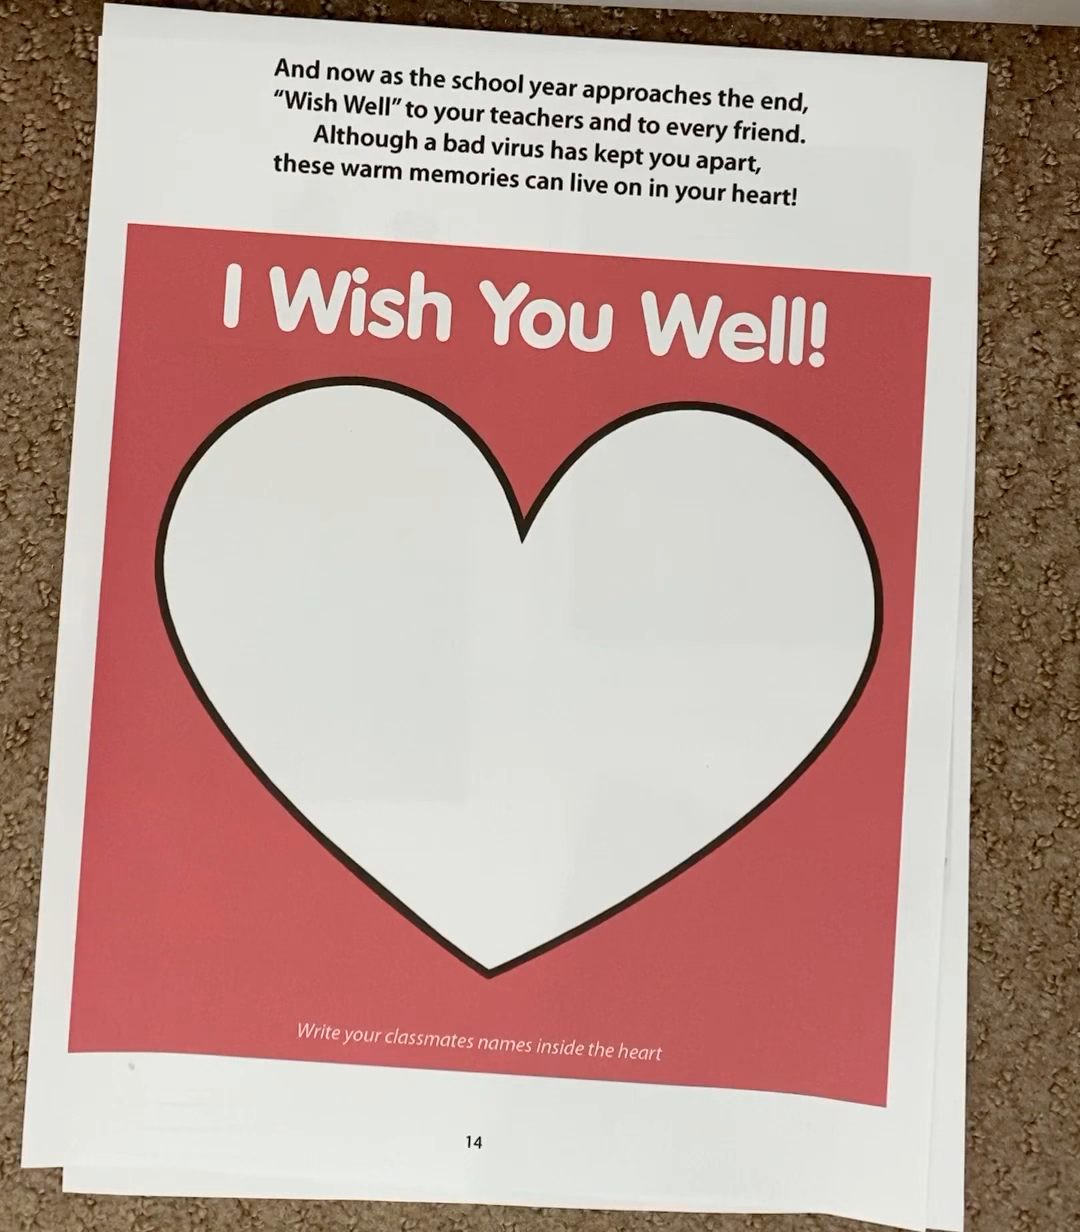 And now as the school year approaches the end,
“Wish Well” to your teachers and to every friend.
Although a bad virus has kept you apart,
these warm memories can live on in your heart!
I Wish You Well!
Write your classmates names inside the heart
14